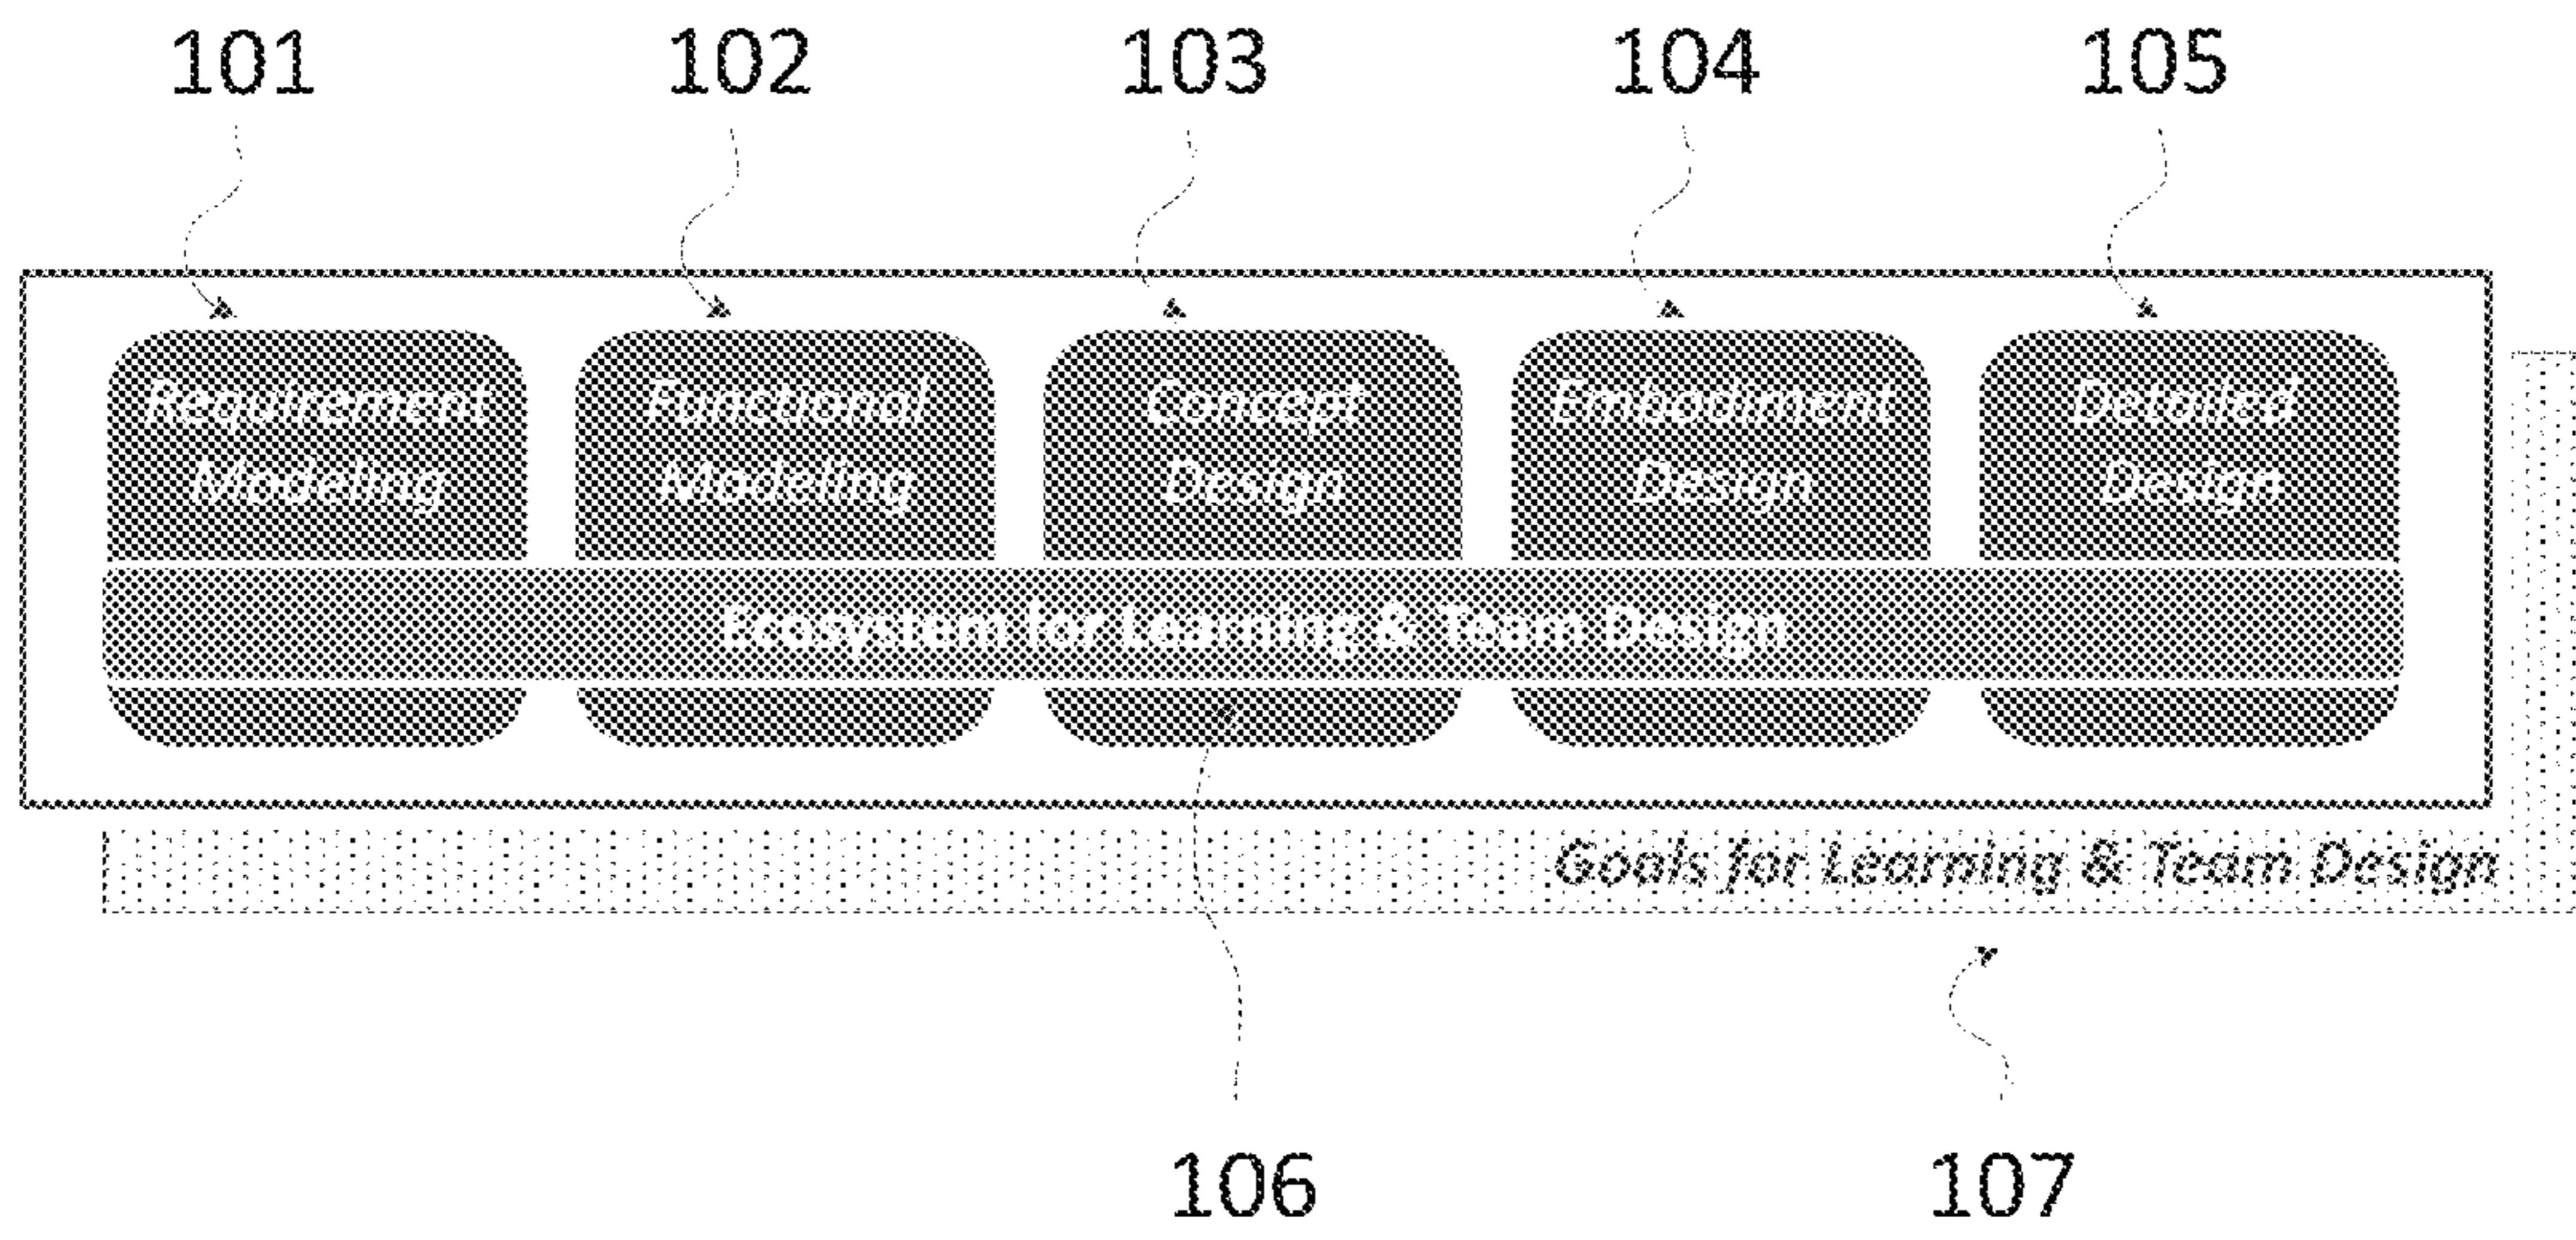 101 102 103 104 105
Requirement Functional Concept Embodiment Detailed
Modeling Modeling Design Design Design
Ecosystem for Learning & Team Design
Goals for Learning & Team Design
106 107